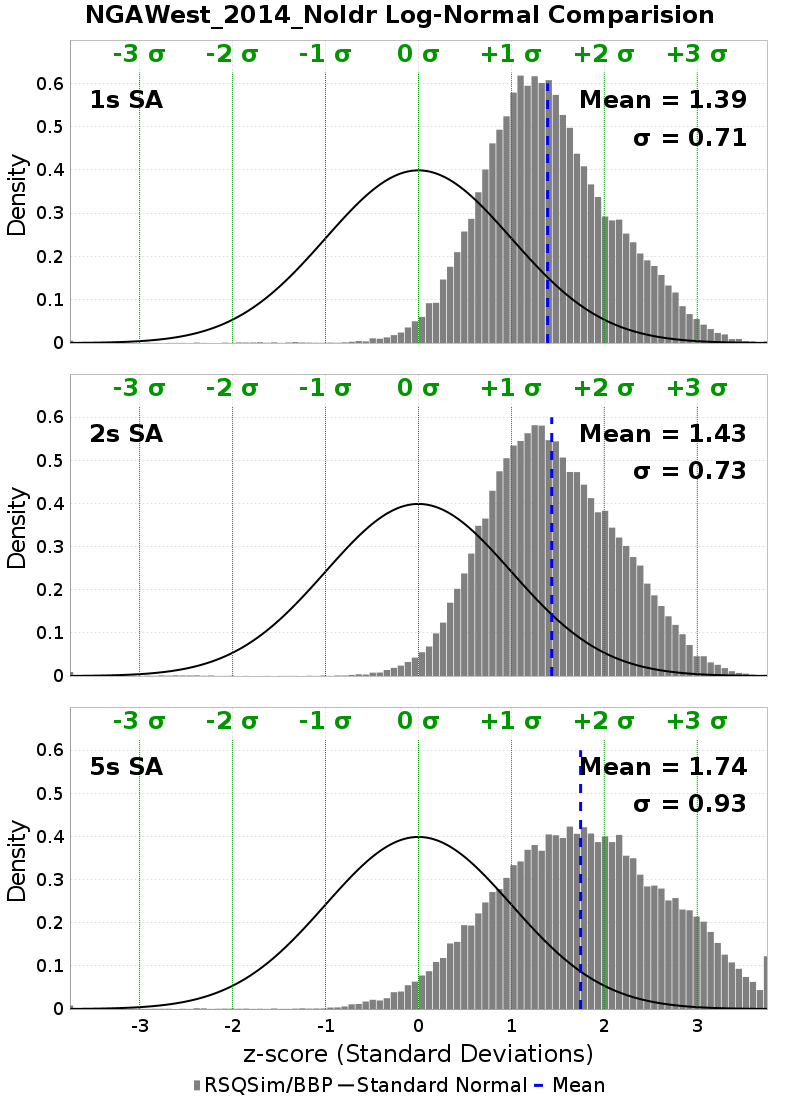 NGAWest_2014_NoIdr Log-Normal Comparision
-3 σ -2 σ -1 σ 0 σ +1 σ +2 σ +3 σ
1s SA
Mean = 1.39
σ = 0.71
Density
0.6
0.5
0.4
0.3
0.2
0.1
0
-3 σ -2 σ -1 σ 0 σ +1 σ +2 σ +3 σ
2s SA
Mean = 1.43
σ = 0.73
Density
0.6
0.5
0.4
0.3
0.2
0.1
0
-3 σ -2 σ -1 σ 0 σ +1 σ +2 σ +3 σ
5s SA
Mean = 1.74
σ = 0.93
Density
0.6
0.5
0.4
0.3
0.2
0.1
0
-3 -2 -1 0 1 2 3
z-score (Standard Deviations)
RSQSim/BBP Standard Normal Mean